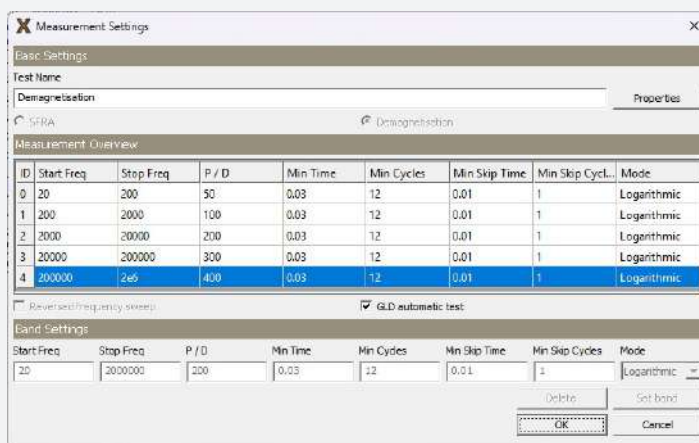 Measurement Settings
Basic Settings
Test Name
Demagnetisation Properties
SFRA Demagnetisation
Measurement Overview
ID Start Freq Stop Freq P / D Min Time Min Cycles Min Skip Time Min Skip Cycl... Mode
0 20 200 50 0.03 12 0.01 1 Logarithmic
1 200 2000 100 0.03 12 0.01 1 Logarithmic
2 2000 20000 200 0.03 12 0.01 1 Logarithmic
3 20000 200000 300 0.03 12 0.01 1 Logarithmic
4 200000 2e6 400 0.03 12 0.01 1 Logarithmic
Reversed frequency sweep GLD automatic test
Band Settings
Start Freq Stop Freq P / D Min Time Min Cycles Min Skip Time Min Skip Cycles Mode
20 2000000 200 0.03 12 0.01 1 Logarithmic
Delete Set band
OK Cancel